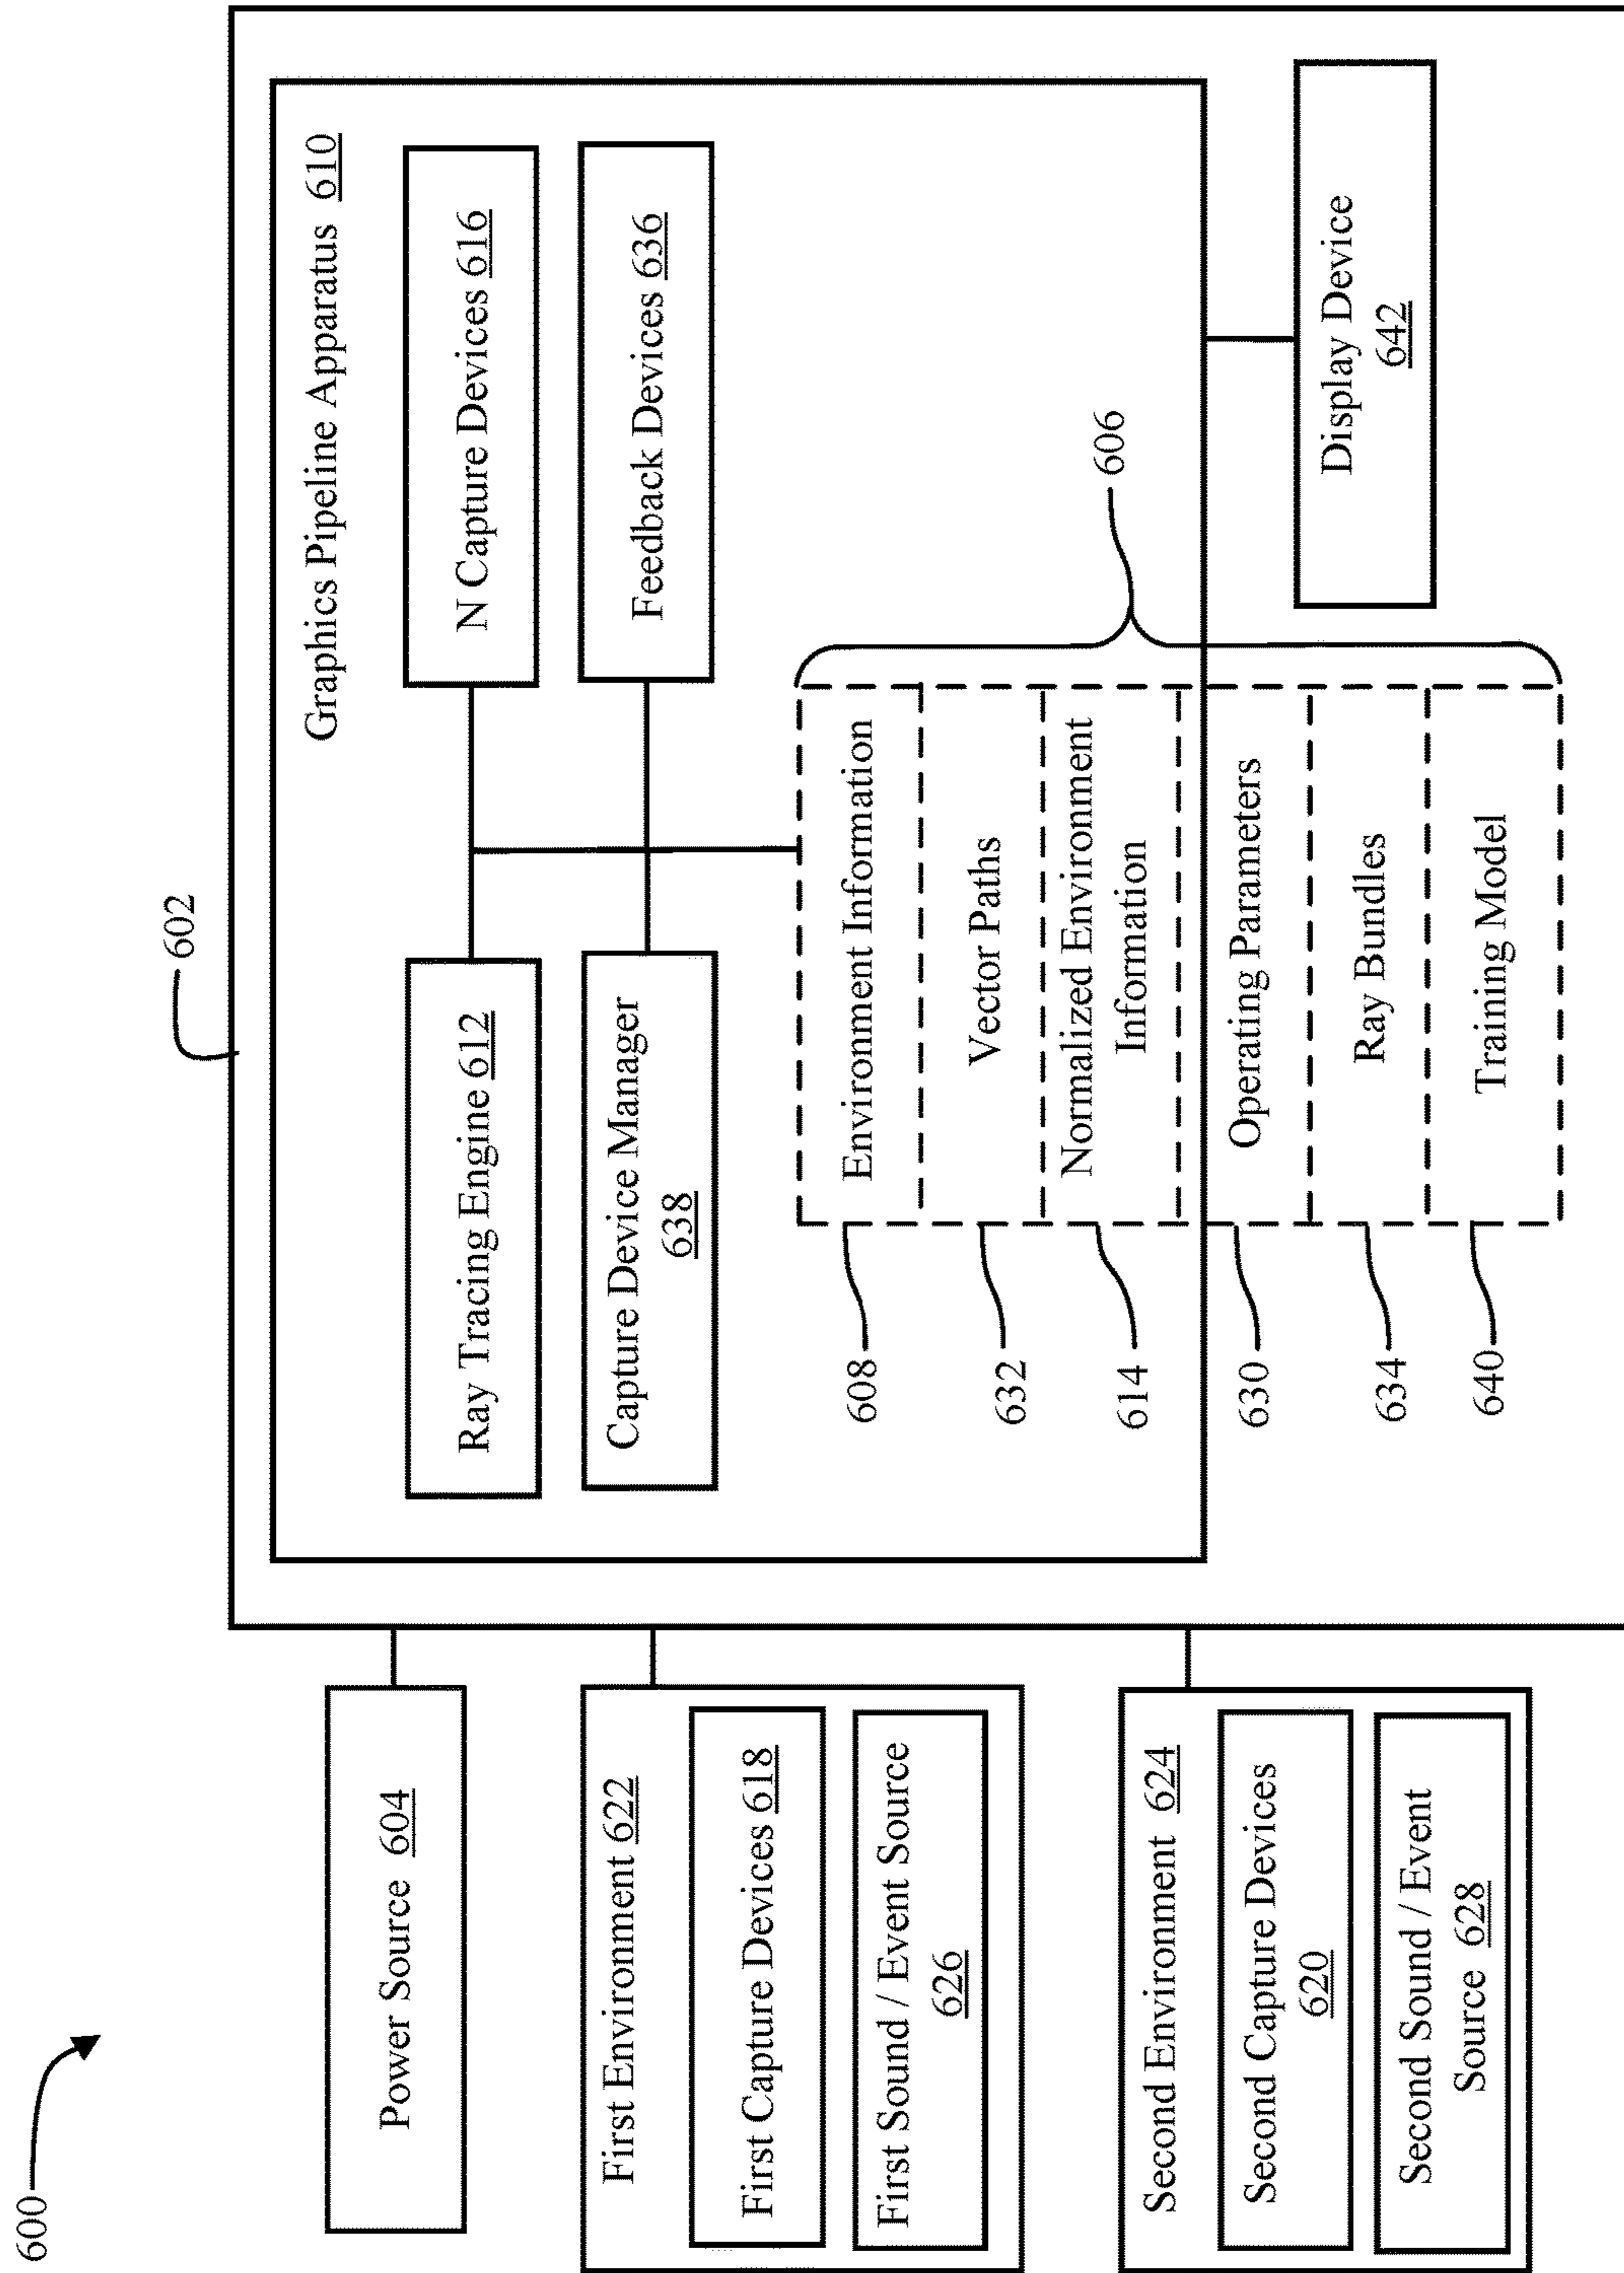 600
602
Power Source 604
First Environment 622
First Capture Devices 618
First Sound / Event Source
626
Second Environment 624
Second Capture Devices
620
Second Sound / Event
Source 628
Graphics Pipeline Apparatus 610
Ray Tracing Engine 612
N Capture Devices 616
Capture Device Manager
638
Feedback Devices 636
606
608
Environment Information
632
Vector Paths
614
Normalized Environment
Information
630
Operating Parameters
634
Ray Bundles
640
Training Model
Display Device
642